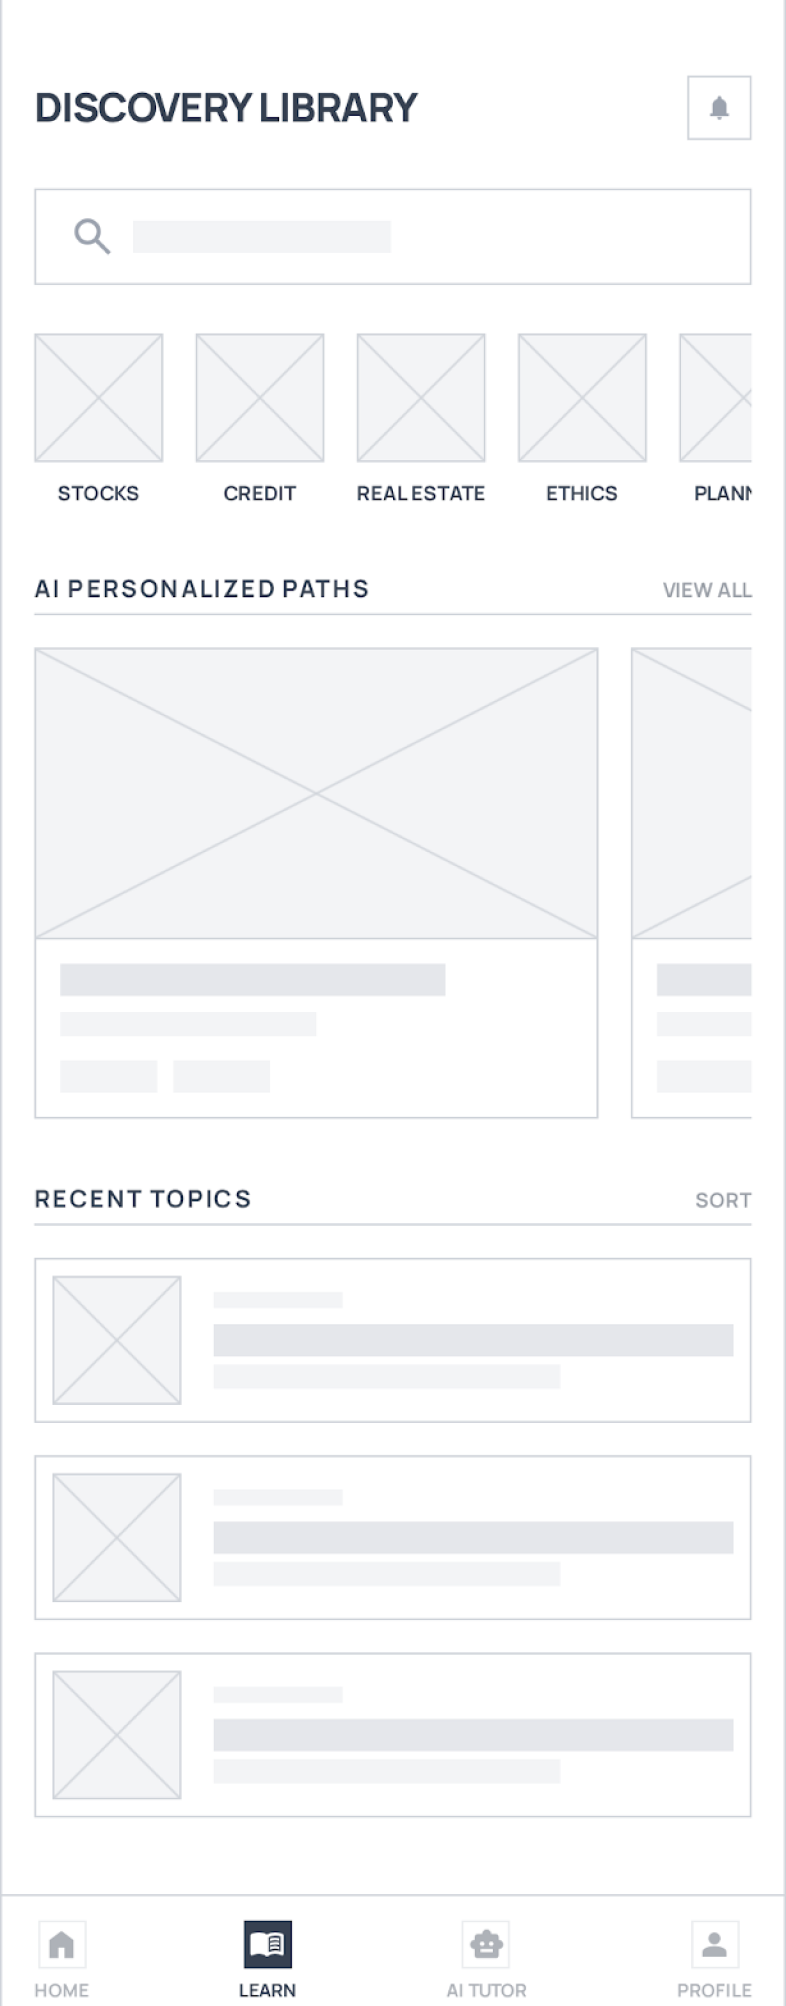 DISCOVERY LIBRARY
STOCKS CREDIT REAL ESTATE ETHICS PLANN
AI PERSONALIZED PATHS VIEW ALL
RECENT TOPICS SORT
HOME LEARN AI TUTOR PROFILE